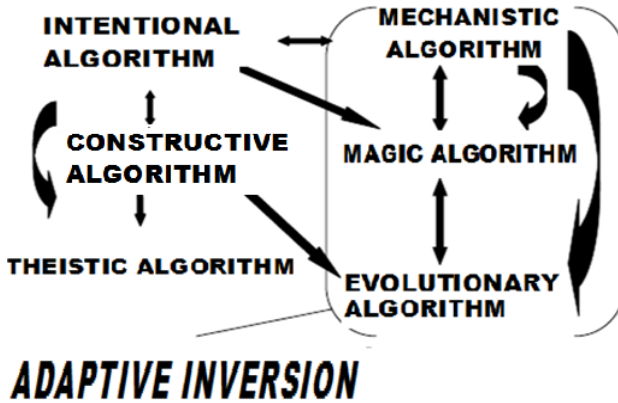 INTENTIONAL
ALGORITHM
MECHANISTIC
ALGORITHM
CONSTRUCTIVE
ALGORITHM
MAGIC ALGORITHM
THEISTIC ALGORITHM
EVOLUTIONARY
ALGORITHM
ADAPTIVE INVERSION